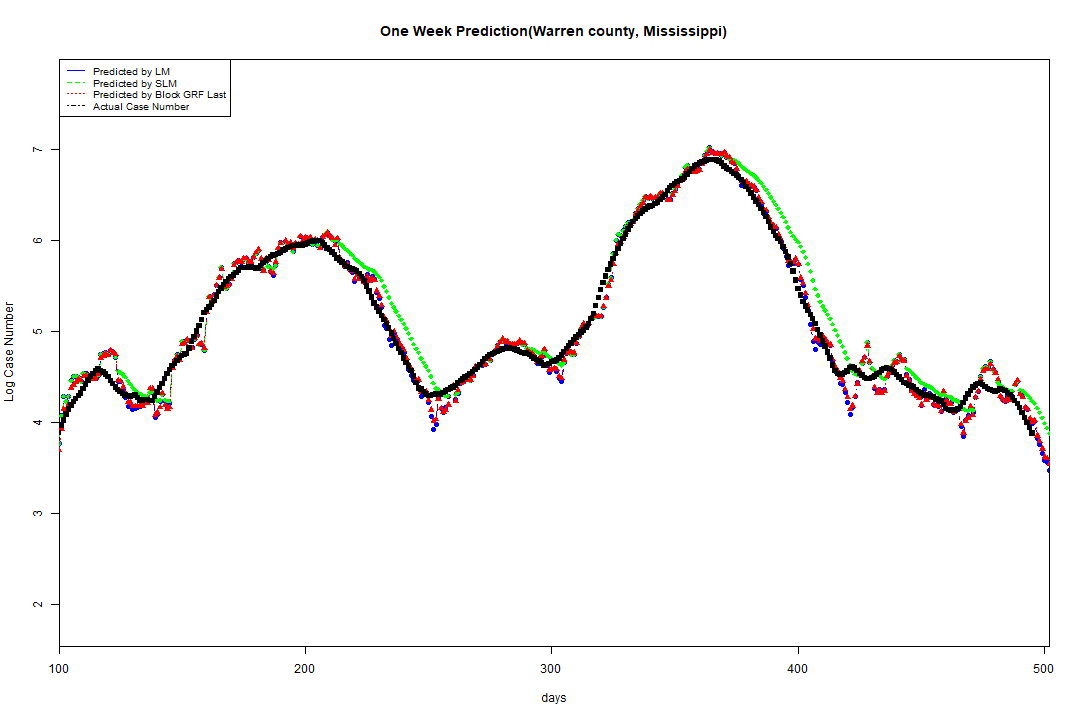 One Week Prediction(Warren county, Mississippi)
Predicted by LM
Predicted by SLM
Predicted by Block GRF Last
Actual Case Number
7
6
5
4
3
2
Log Case Number
100 200 300 400 500
days